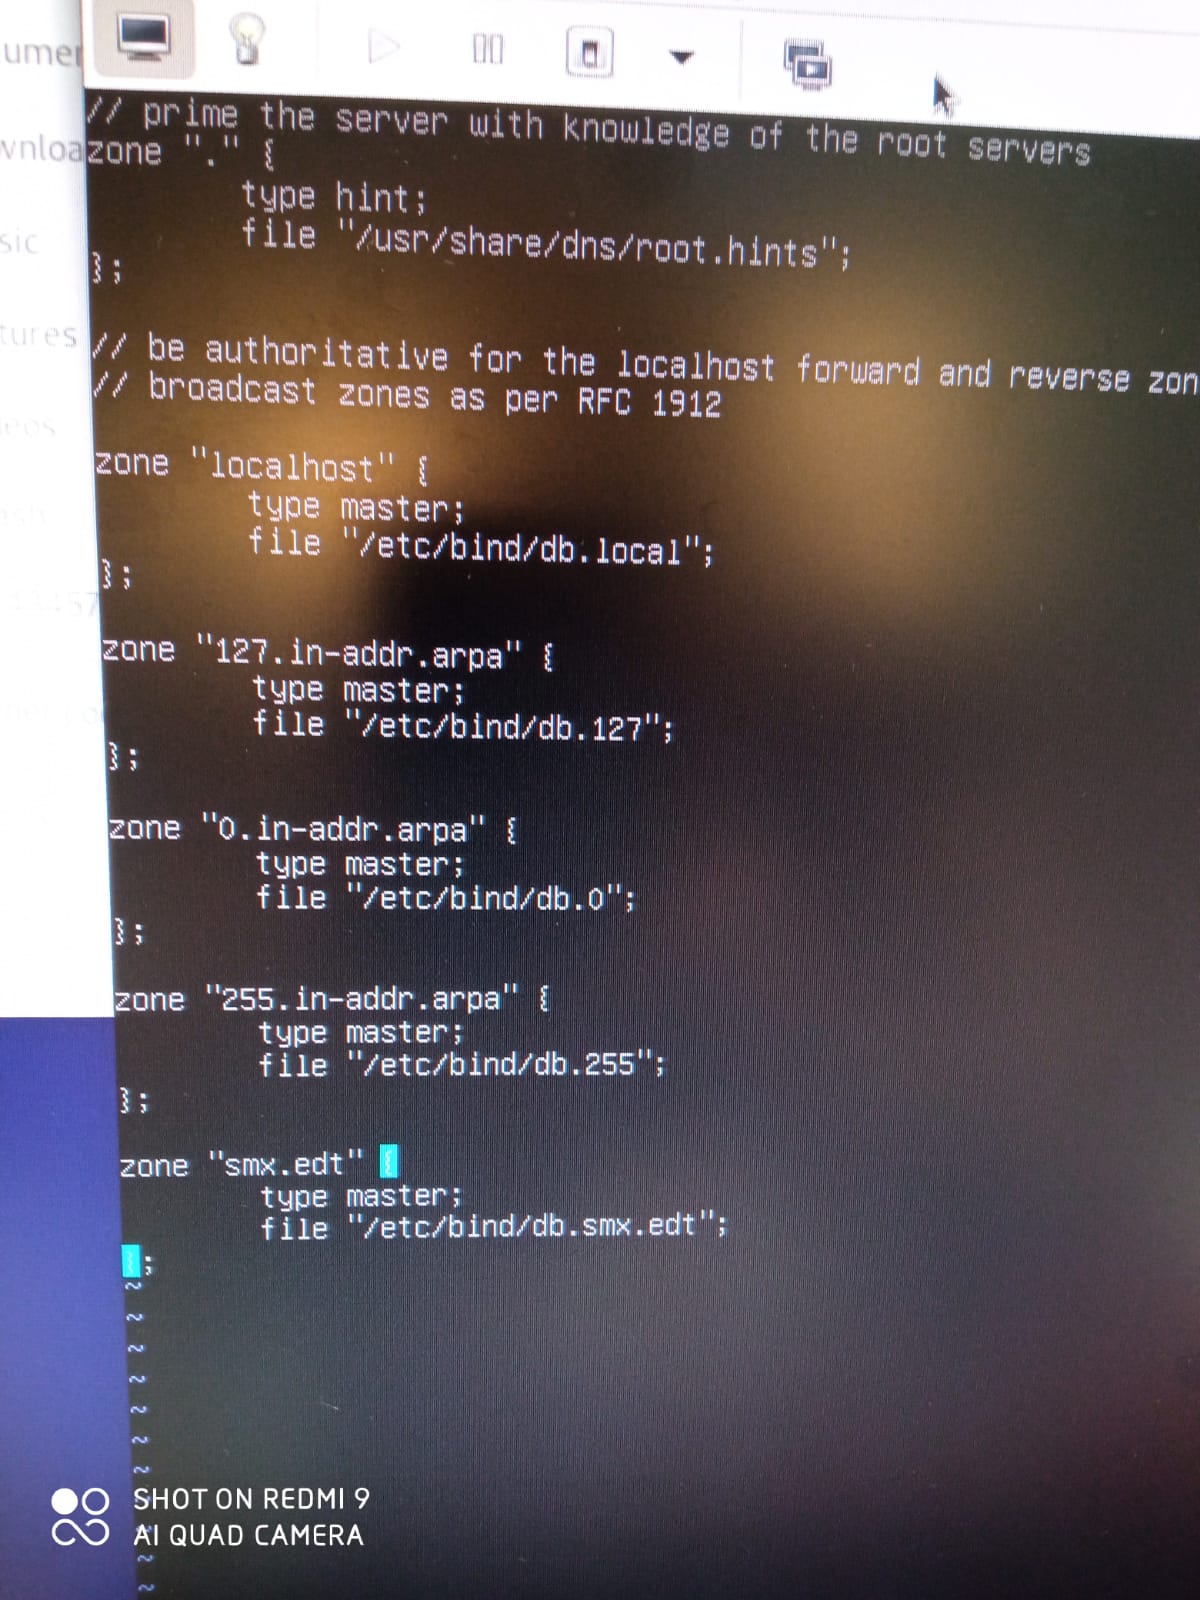 // prime the server with knowledge of the root servers
zone "." {
type hint;
file "/usr/share/dns/root.hints";
};
// be authoritative for the localhost forward and reverse zon
// broadcast zones as per RFC 1912
zone "localhost" {
type master;
file "/etc/bind/db.local";
};
zone "127.in-addr.arpa" {
type master;
file "/etc/bind/db.127";
};
zone "0.in-addr.arpa" {
type master;
file "/etc/bind/db.0";
};
zone "255.in-addr.arpa" {
type master;
file "/etc/bind/db.255";
};
zone "smx.edt" {
type master;
file "/etc/bind/db.smx.edt";
};
~
~
~
~
~
~
~
~
~
~
SHOT ON REDMI 9
AI QUAD CAMERA